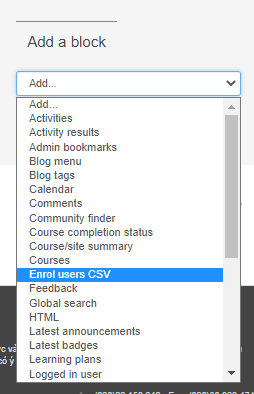 Add a block
Add...
Add...
Activities
Activity results
Admin bookmarks
Blog menu
Blog tags
Calendar
Comments
Community finder
Course completion status
Course/site summary
Courses
Enrol users CSV
Feedback
Global search
HTML
Latest announcements
Latest badges
Learning plans
Logged in user
có ý